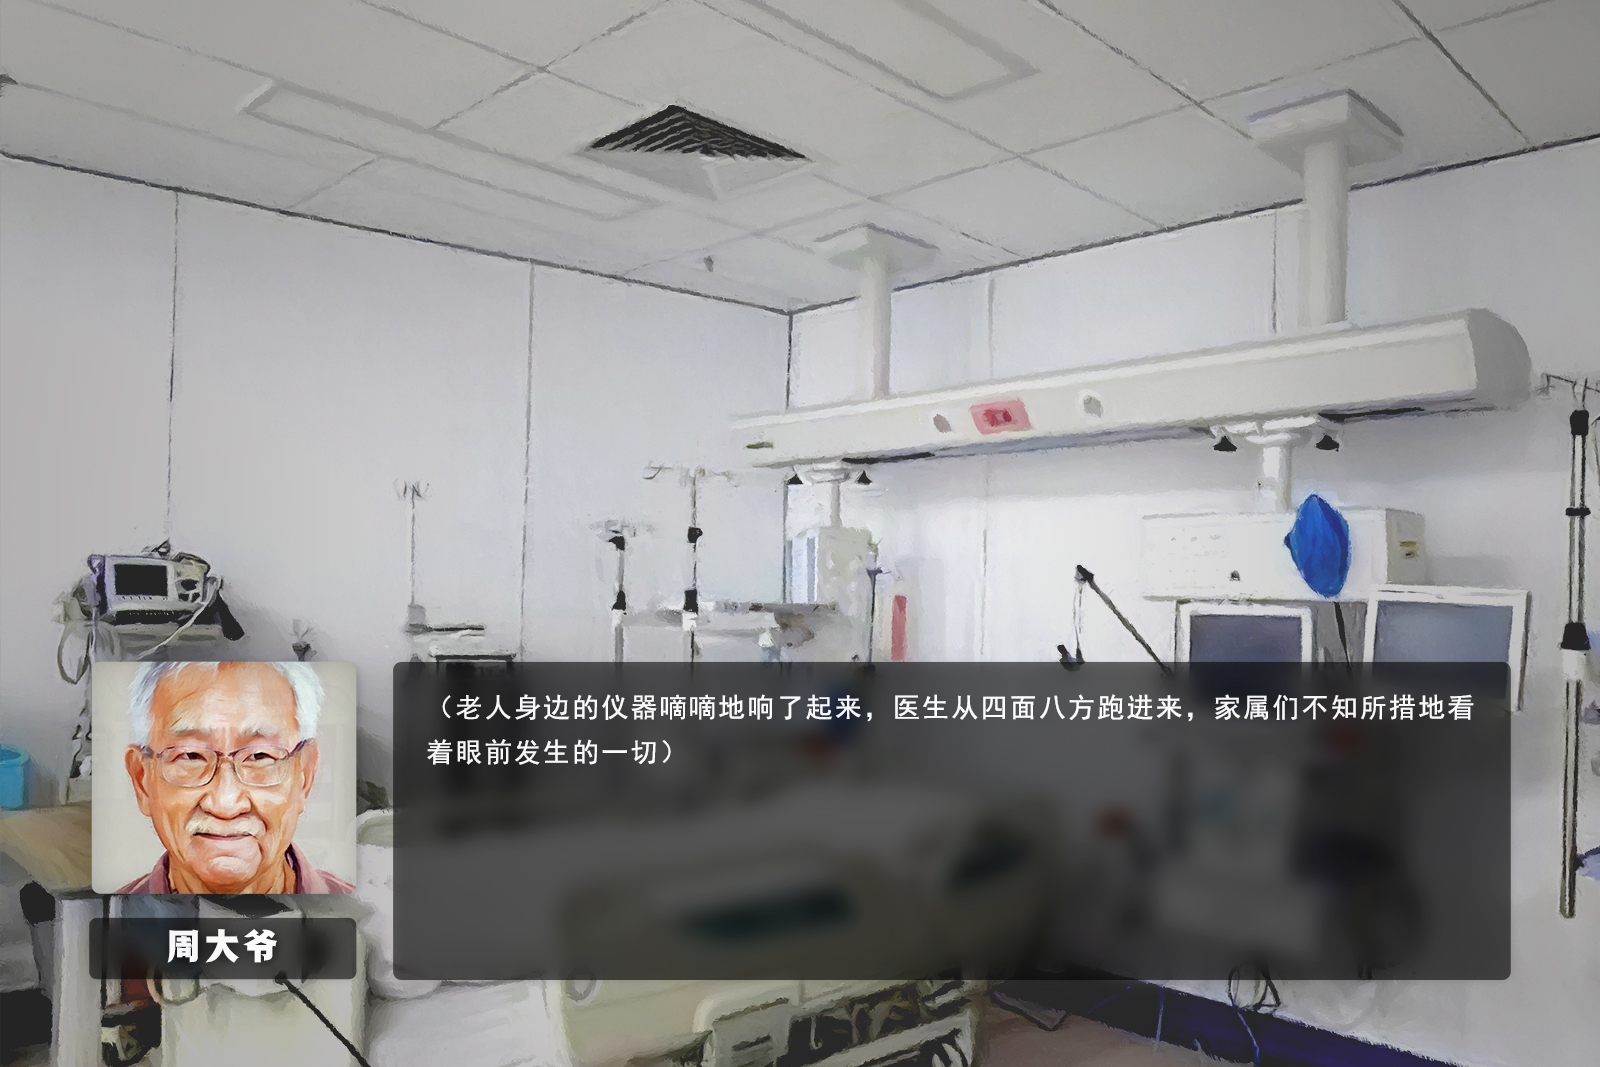 （老人身边的仪器嘀嘀地响了起来，医生从四面八方跑进来，家属们不知所措地看
着眼前发生的一切）
周大爷